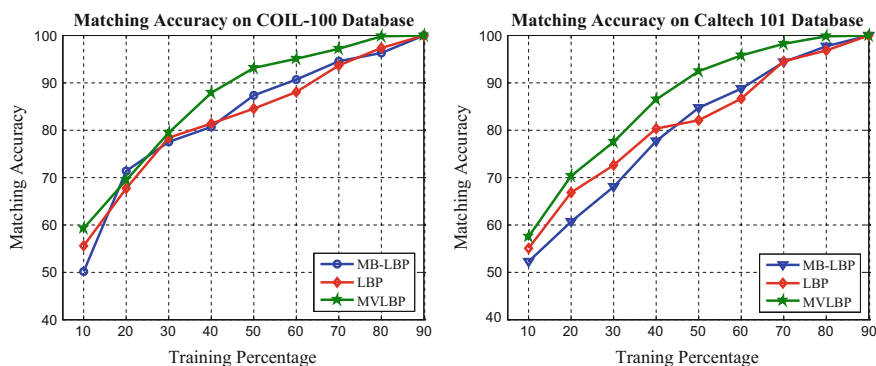 Matching Accuracy on COIL-100 Database
100
90
80
70
60
50
40
Matching Accuracy
10 20 30 40 50 60 70 80 90
Training Percentage
MB-LBP
LBP
MVLBP
Matching Accuracy on Caltech 101 Database
100
90
80
70
60
50
40
Matching Accuracy
10 20 30 40 50 60 70 80 90
Traning Percentage
MB-LBP
LBP
MVLBP